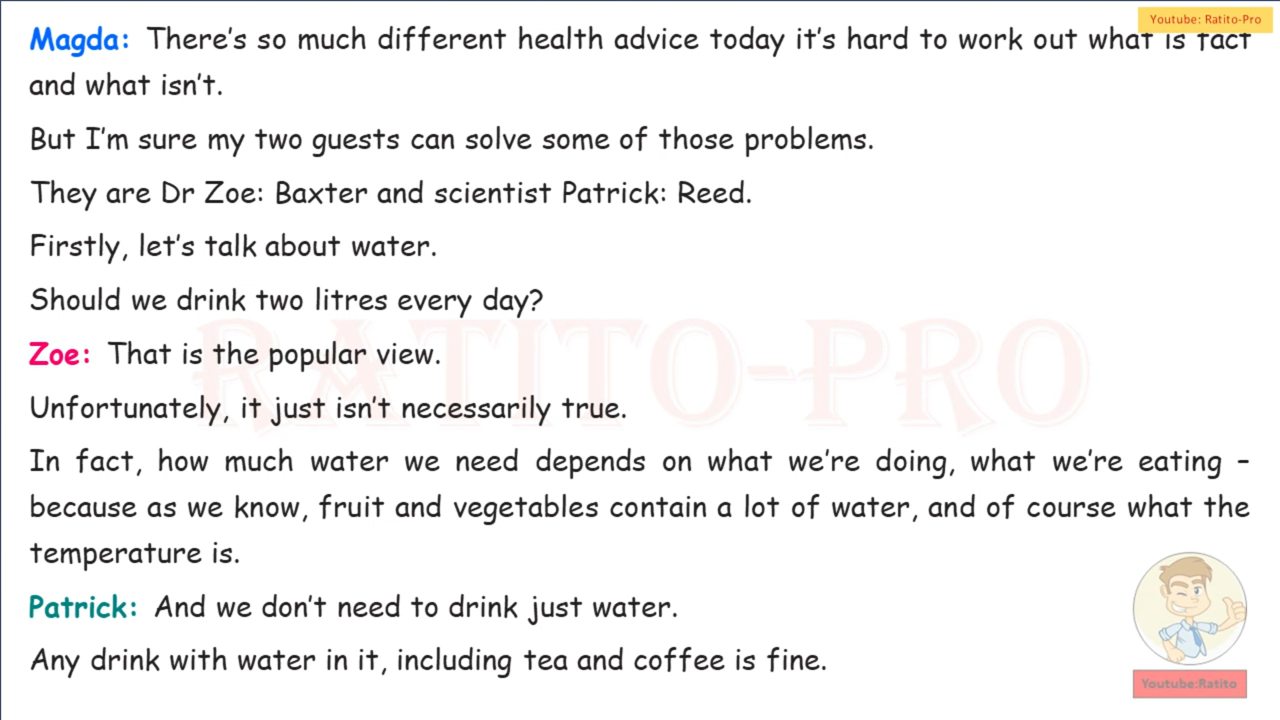 Youtube: Ratito-Pro
Magda: There's so much different health advice today it's hard to work out what is fact
and what isn't.
But I'm sure my two guests can solve some of those problems.
They are Dr Zoe: Baxter and scientist Patrick: Reed.
Firstly, let's talk about water.
Should we drink two litres every day?
RATITO-PRO
Zoe: That is the popular view.
Unfortunately, it just isn't necessarily true.
In fact, how much water we need depends on what we're doing, what we're eating –
because as we know, fruit and vegetables contain a lot of water, and of course what the
temperature is.
Patrick: And we don't need to drink just water.
Any drink with water in it, including tea and coffee is fine.
Youtube:Ratito